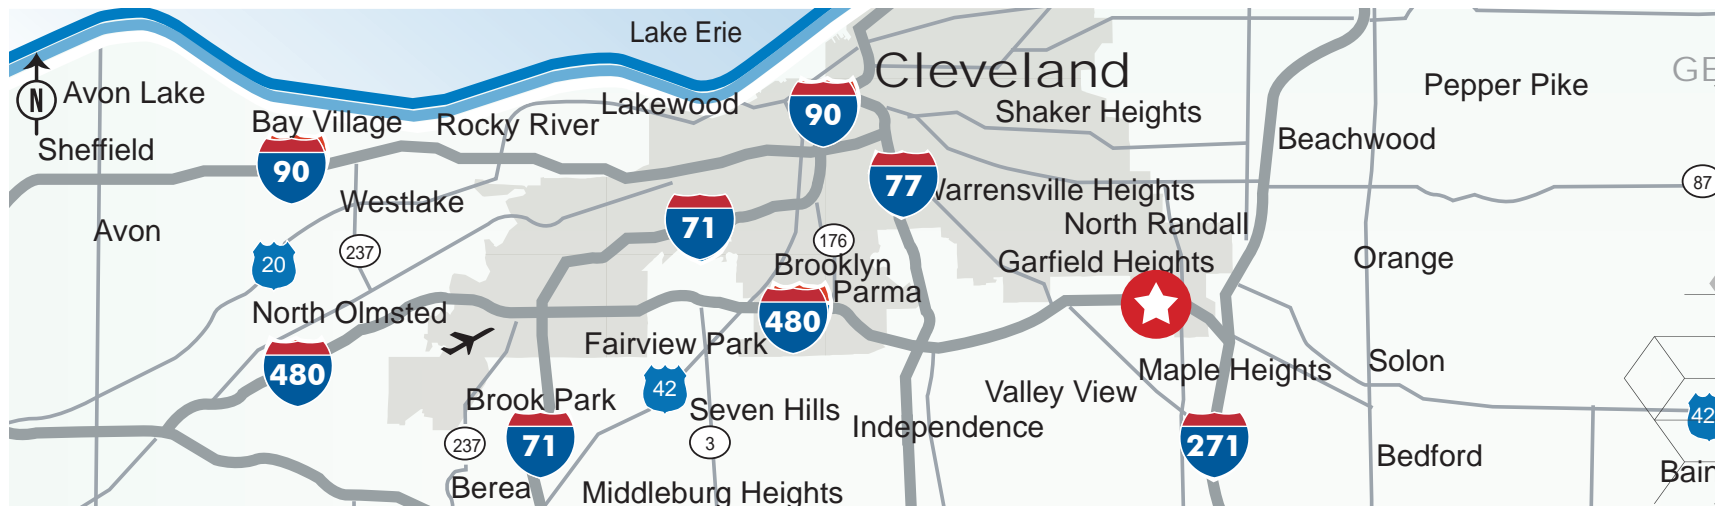 Lake Erie
Cleveland
GE
Pepper Pike
N
Avon Lake
Lakewood
90
Shaker Heights
Bay Village
Rocky River
Beachwood
Sheffield
90
77
87
Warrensville Heights
Westlake
71
North Randall
Avon
176
237
20
Brooklyn
Garfield Heights
Orange
Parma
North Olmsted
480
Fairview Park
480
Maple Heights
Solon
42
Valley View
Brook Park
Seven Hills
42
Independence
237
71
3
271
Bedford
Bain
Berea
Middleburg Heights